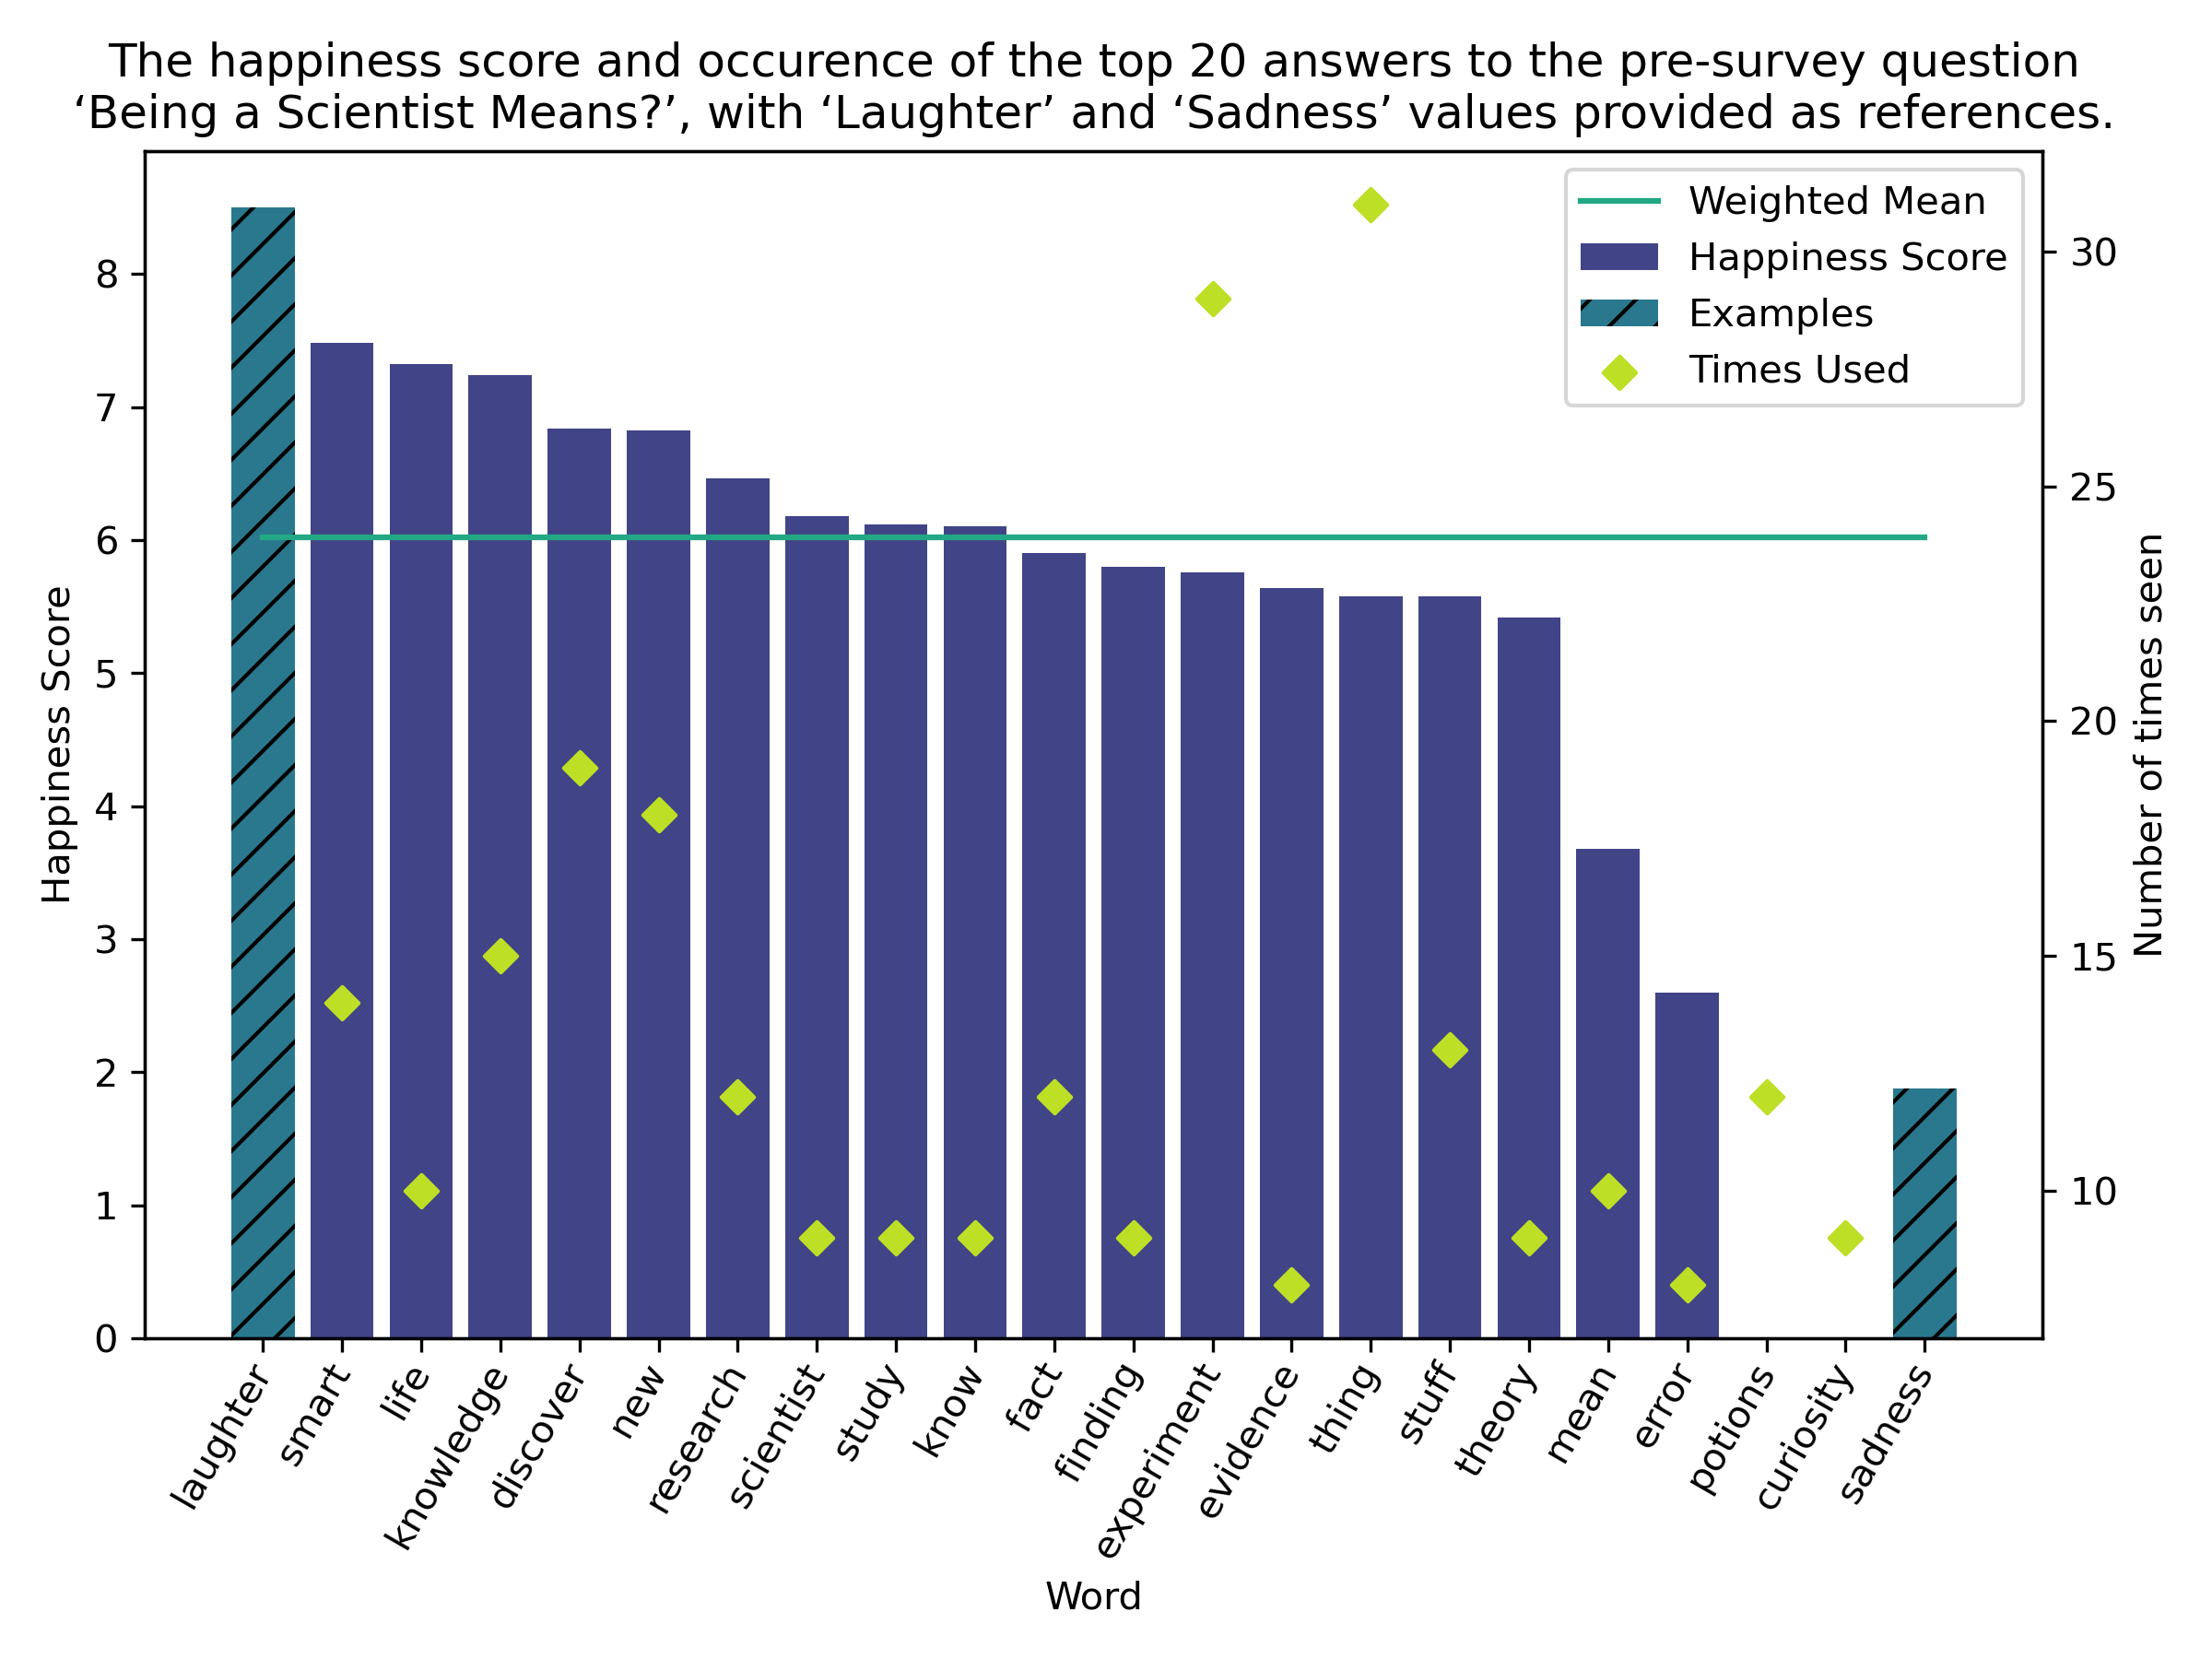 The happiness score and occurence of the top 20 answers to the pre-survey question
‘Being a Scientist Means?’, with ‘Laughter’ and ‘Sadness’ values provided as references.
Weighted Mean
Happiness Score
Examples
Times Used
Happiness Score
8
7
6
5
4
3
2
1
0
30
25
20
15
10
Number of times seen
laughter
smart
life
knowledge
discover
new
research
scientist
study
know
fact
finding
experiment
evidence
thing
stuff
theory
mean
error
potions
curiosity
sadness
Word